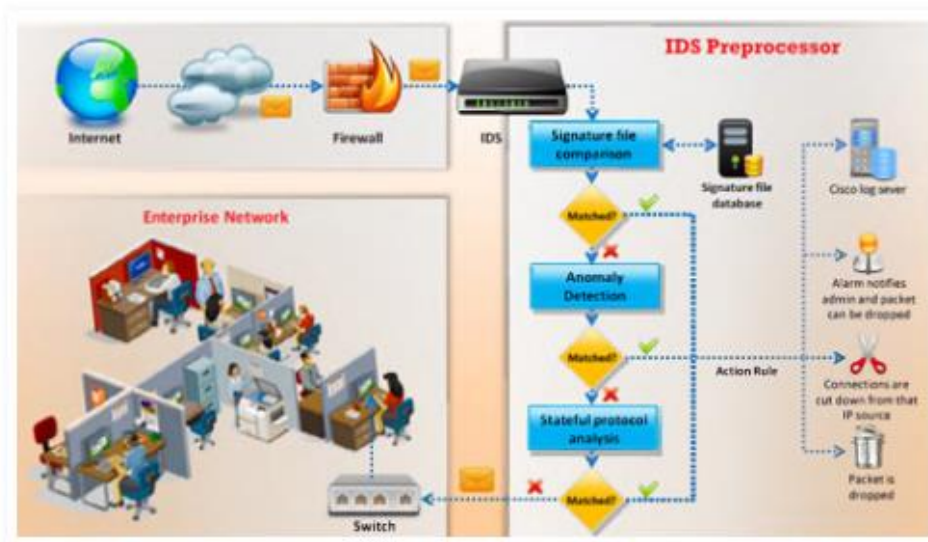 IDS Preprocessor
Internet
Firewall
IDS
Signature file
comparison
Signature file
database
Cisco log sever
Matched?
Enterprise Network
Anomaly
Detection
Alarm notifies
admin and packet
can be dropped
Matched?
Action Rule
Connections are
cut down from that
IP source
Stateful protocol
analysis
Matched?
Packet is
dropped
Switch